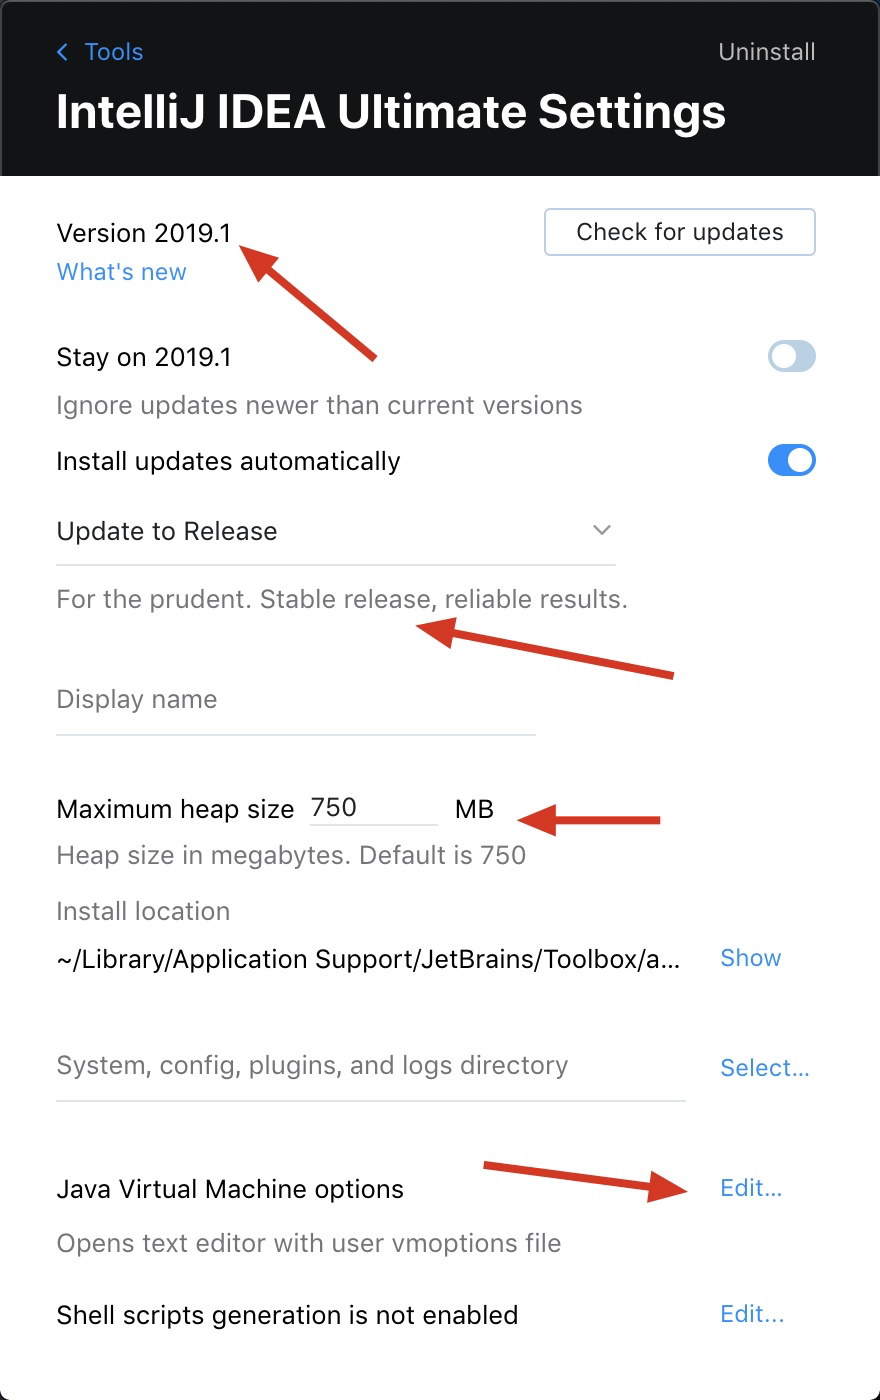 Tools
Uninstall
IntelliJ IDEA Ultimate Settings
Version 2019.1
Check for updates
What's new
Stay on 2019.1
Ignore updates newer than current versions
Install updates automatically
Update to Release
For the prudent. Stable release, reliable results.
Display name
Maximum heap size 750 MB
Heap size in megabytes. Default is 750
Install location
~/Library/Application Support/JetBrains/Toolbox/a... Show
System, config, plugins, and logs directory Select...
Java Virtual Machine options Edit...
Opens text editor with user vmoptions file
Shell scripts generation is not enabled Edit...